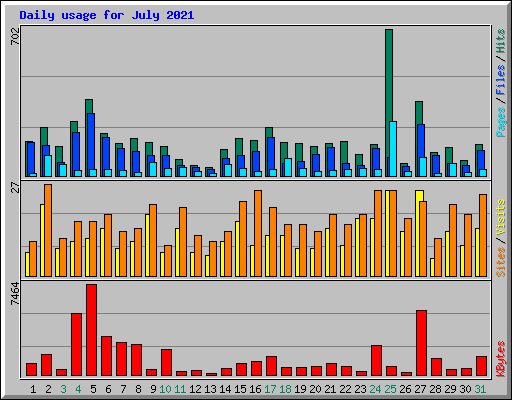 Daily usage for July 2021
702
Pages / Files / Hits
27
Sites / Visits
7464
KBytes
1 2 3 4 5 6 7 8 9 10 11 12 13 14 15 16 17 18 19 20 21 22 23 24 25 26 27 28 29 30 31